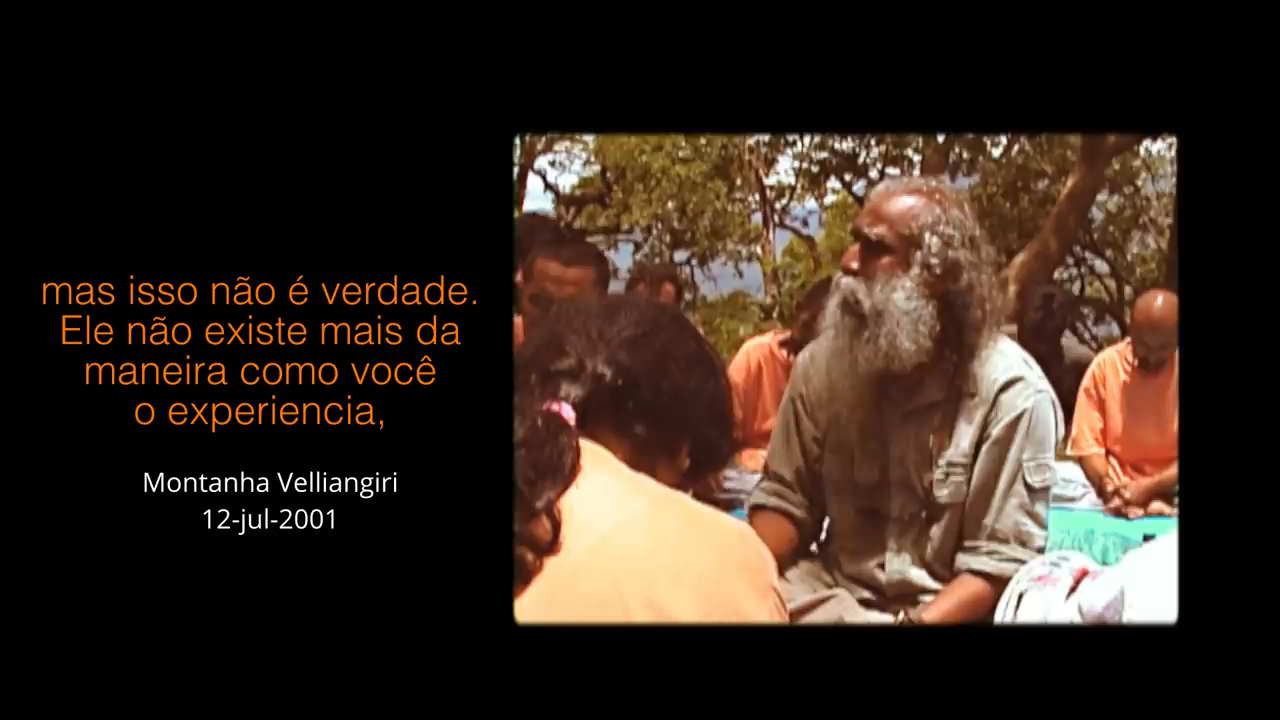 mas isso não é verdade.
Ele não existe mais da
maneira como você
o experiencia,
Montanha Velliangiri
12-jul-2001